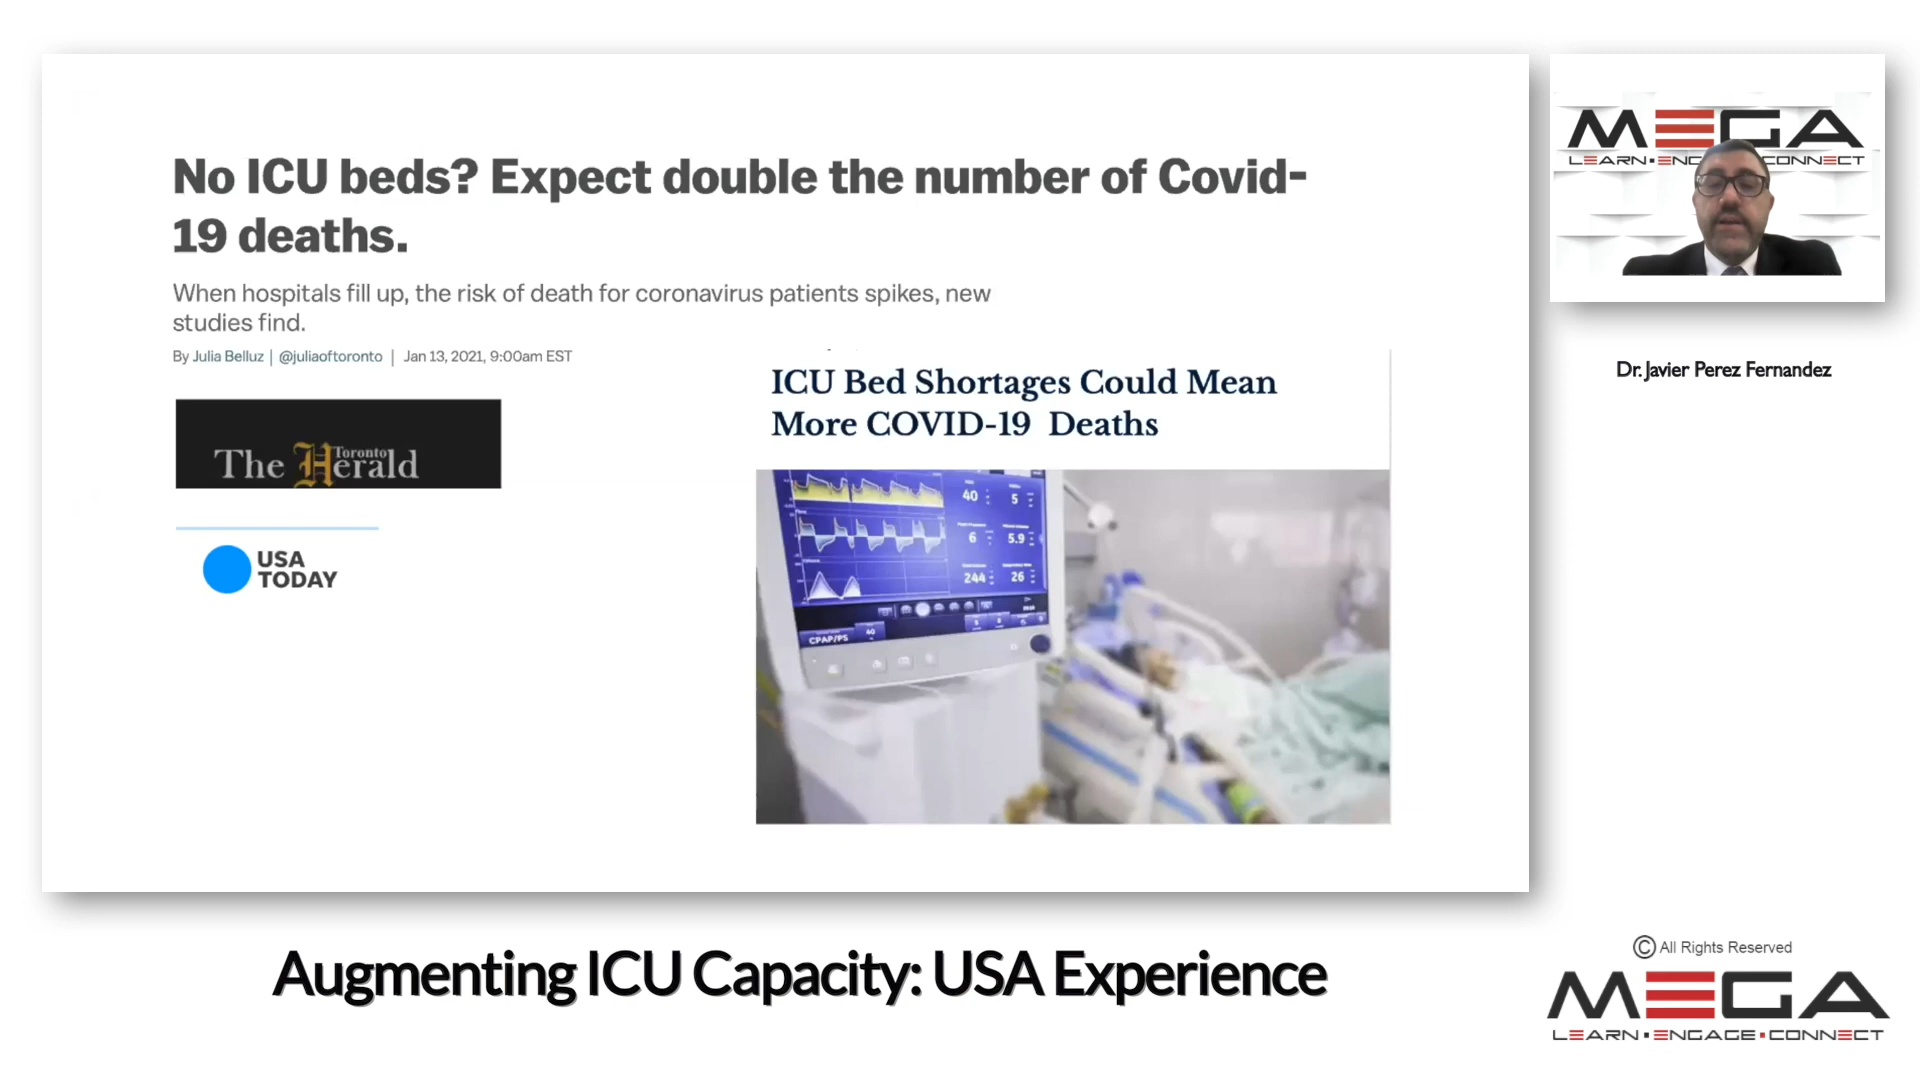 No ICU beds? Expect double the number of Covid-
19 deaths.
When hospitals fill up, the risk of death for coronavirus patients spikes, new
studies find.
By Julia Belluz | @juliaoftoronto | Jan 13, 2021, 9:00am EST
The Toronto Herald
USA
TODAY
ICU Bed Shortages Could Mean
More COVID-19 Deaths
40
5
6
5.9
244
26
CPAP/PS
40
MEGA
LEARN ENG CONNECT
Dr. Javier Perez Fernandez
Augmenting ICU Capacity: USA Experience
© All Rights Reserved
MEGA
LEARN ENGAGE CONNECT